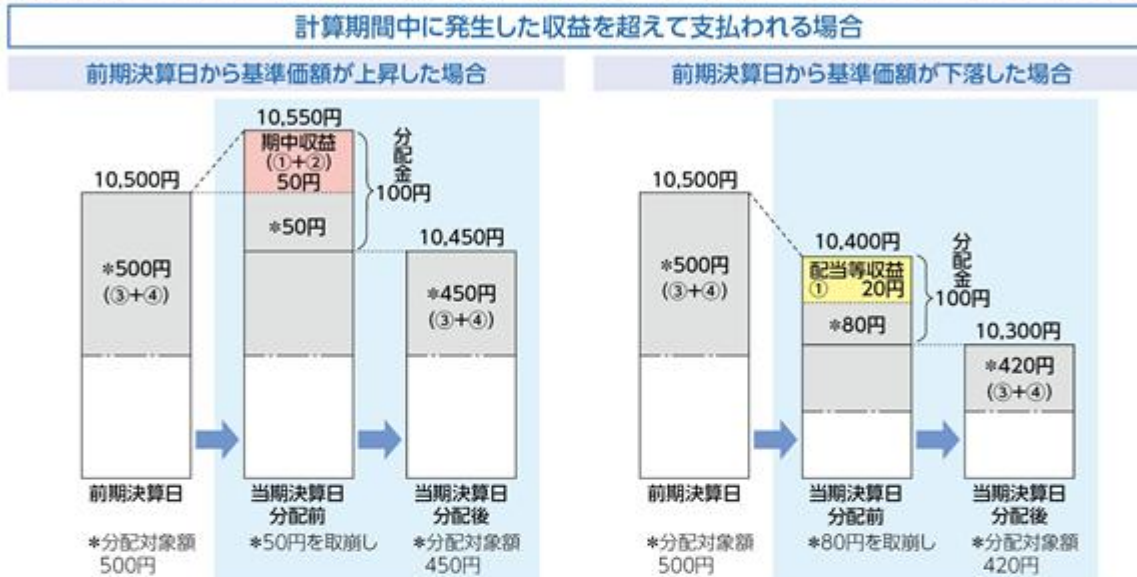 計算期間中に発生した収益を超えて支払われる場合
前期決算日から基準価額が上昇した場合
10,550円
期中収益
(①+②)
50円
分配金
100円
10,500円
*50円
10,450円
*500円
(③+④)
*450円
(③+④)
前期決算日
当期決算日
分配前
当期決算日
分配後
*分配対象額
500円
*50円を取崩し
*分配対象額
450円
前期決算日から基準価額が下落した場合
10,500円
10,400円
配当等収益
① 20円
分配金
100円
*500円
(③+④)
*80円
10,300円
*420円
(③+④)
前期決算日
当期決算日
分配前
当期決算日
分配後
*分配対象額
500円
*80円を取崩し
*分配対象額
420円